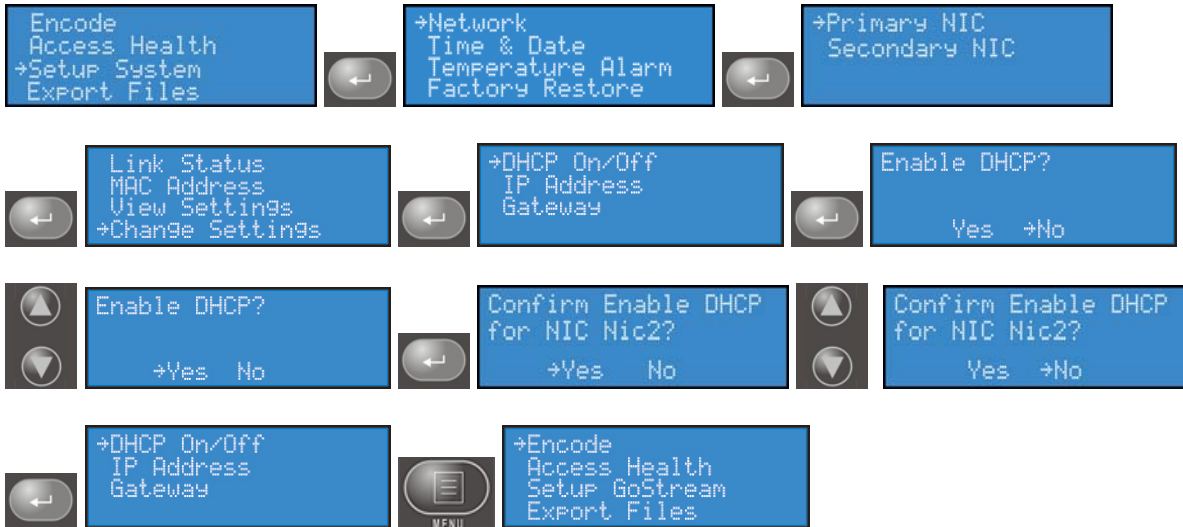 Encode
Access Health
→Setup System
Export Files
→Network
Time & Date
Temperature Alarm
Factory Restore
→Primary NIC
Secondary NIC
Link Status
MAC Address
View Settings
→Change Settings
→DHCP On/Off
IP Address
Gateway
Enable DHCP?
Yes →No
Enable DHCP?
→Yes No
Confirm Enable DHCP
for NIC Nic2?
→Yes No
Confirm Enable DHCP
for NIC Nic2?
Yes →No
→DHCP On/Off
IP Address
Gateway
MENU
→Encode
Access Health
Setup GoStream
Export Files